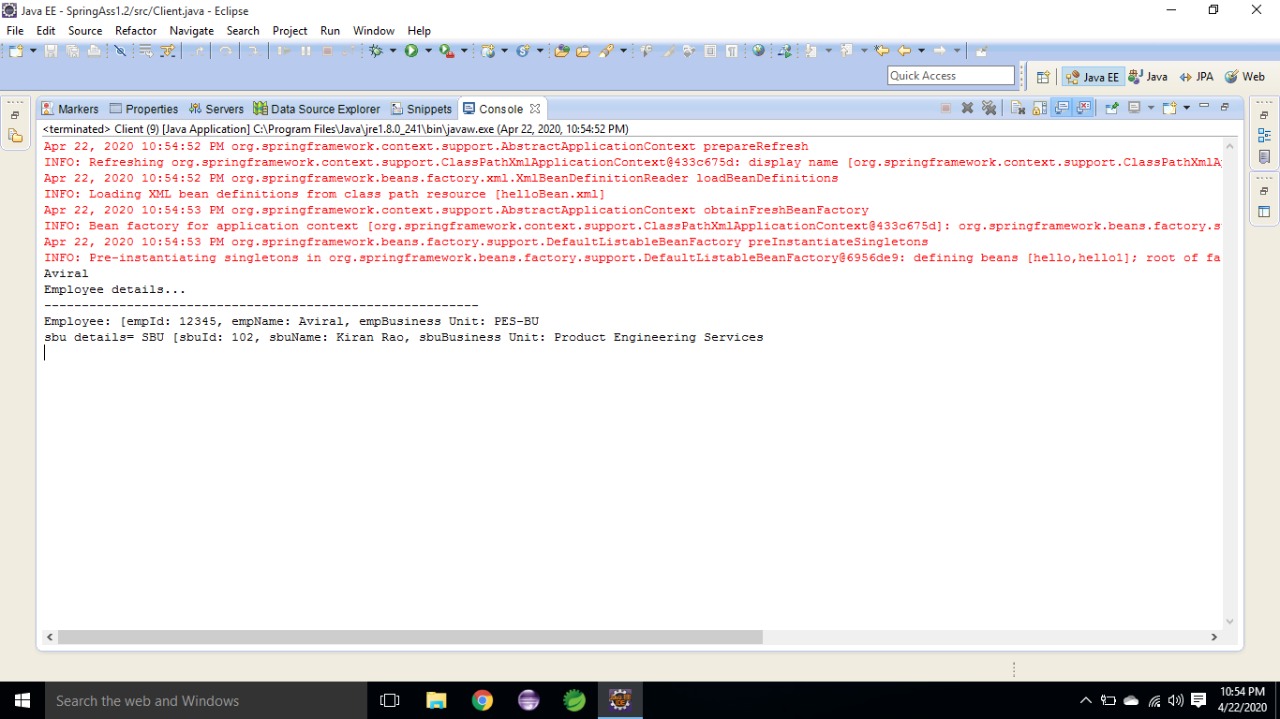 Java EE - SpringAss1.2/src/Client.java - Eclipse
File Edit Source Refactor Navigate Search Project Run Window Help
Quick Access Java EE Java JPA Web
Markers Properties Servers Data Source Explorer Snippets Console
<terminated> Client (9) [Java Application] C:\Program Files\Java\jre1.8.0_241\bin\javaw.exe (Apr 22, 2020, 10:54:52 PM)
Apr 22, 2020 10:54:52 PM org.springframework.context.support.AbstractApplicationContext prepareRefresh
INFO: Refreshing org.springframework.context.support.ClassPathXmlApplicationContext@433c675d: display name [org.springframework.context.support.ClassPathXmlAp
Apr 22, 2020 10:54:52 PM org.springframework.beans.factory.xml.XmlBeanDefinitionReader loadBeanDefinitions
INFO: Loading XML bean definitions from class path resource [helloBean.xml]
Apr 22, 2020 10:54:53 PM org.springframework.context.support.AbstractApplicationContext obtainFreshBeanFactory
INFO: Bean factory for application context [org.springframework.context.support.ClassPathXmlApplicationContext@433c675d]: org.springframework.beans.factory.s
Apr 22, 2020 10:54:53 PM org.springframework.beans.factory.support.DefaultListableBeanFactory preInstantiateSingletons
INFO: Pre-instantiating singletons in org.springframework.beans.factory.support.DefaultListableBeanFactory@6956de9: defining beans [hello,hello1]; root of fa
Aviral
Employee details...
----------------------------------------------------------
Employee: [empId: 12345, empName: Aviral, empBusiness Unit: PES-BU
sbu details= SBU [sbuId: 102, sbuName: Kiran Rao, sbuBusiness Unit: Product Engineering Services
Search the web and Windows
10:54 PM
4/22/2020